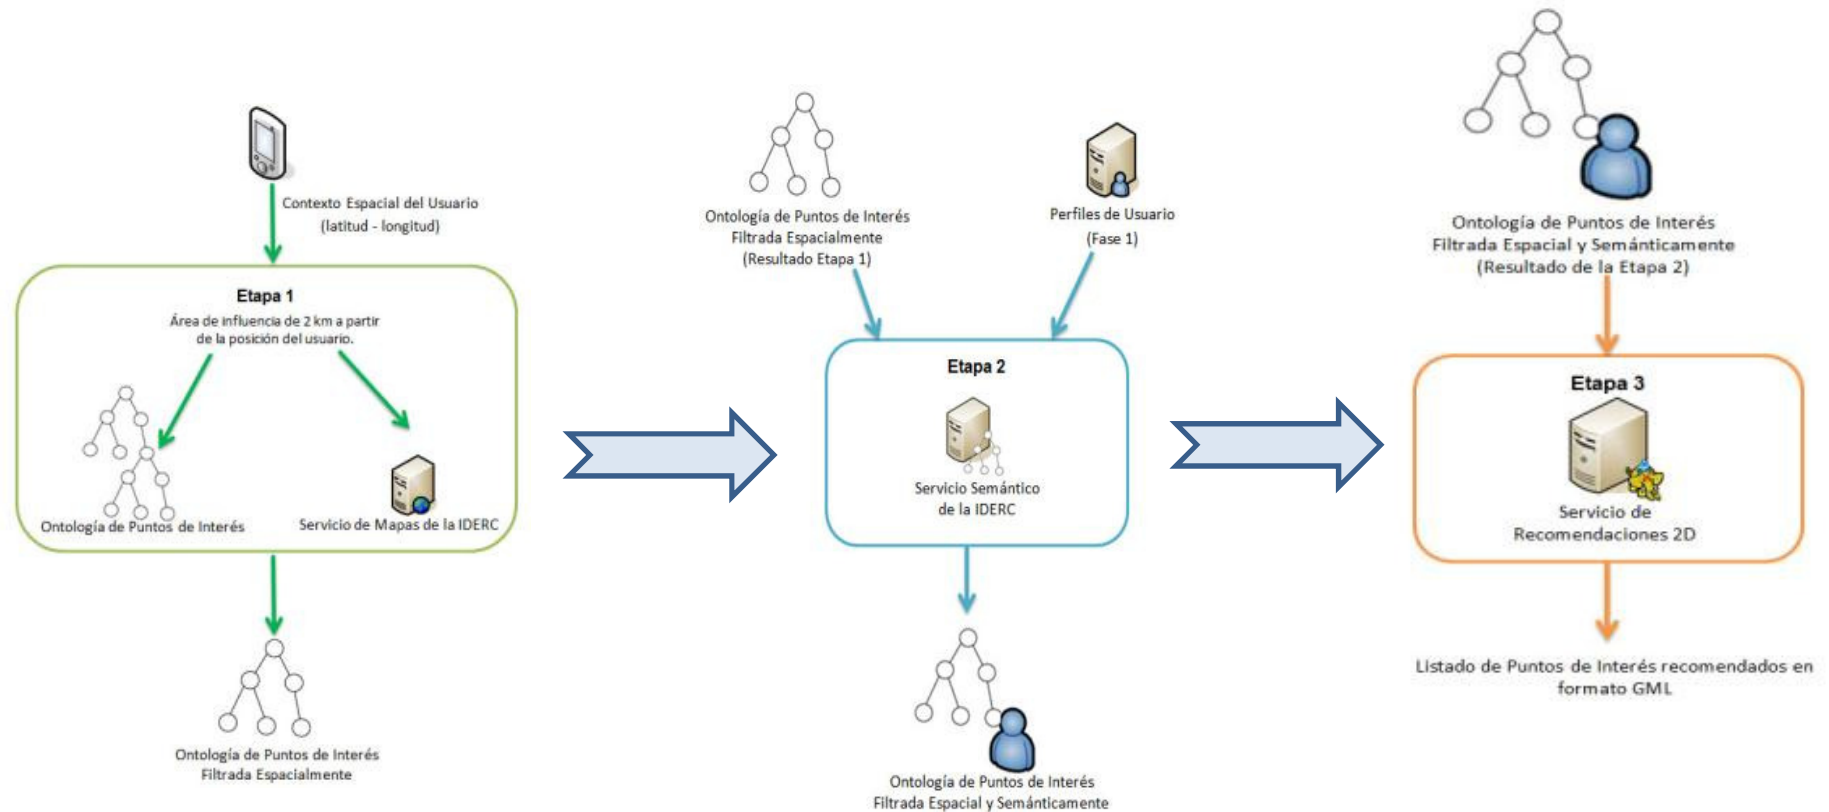 Contexto Espacial del Usuario
(latitud - longitud)
Etapa 1
Área de influencia de 2 km a partir
de la posición del usuario.
Ontología de Puntos de Interés
Servicio de Mapas de la IDERC
Ontología de Puntos de Interés
Filtrada Espacialmente
Ontología de Puntos de Interés
Filtrada Espacialmente
(Resultado Etapa 1)
Perfiles de Usuario
(Fase 1)
Etapa 2
Servicio Semántico
de la IDERC
Ontología de Puntos de Interés
Filtrada Espacial y Semánticamente
Ontología de Puntos de Interés
Filtrada Espacial y Semánticamente
(Resultado de la Etapa 2)
Etapa 3
Servicio de
Recomendaciones 2D
Listado de Puntos de Interés recomendados en
formato GML